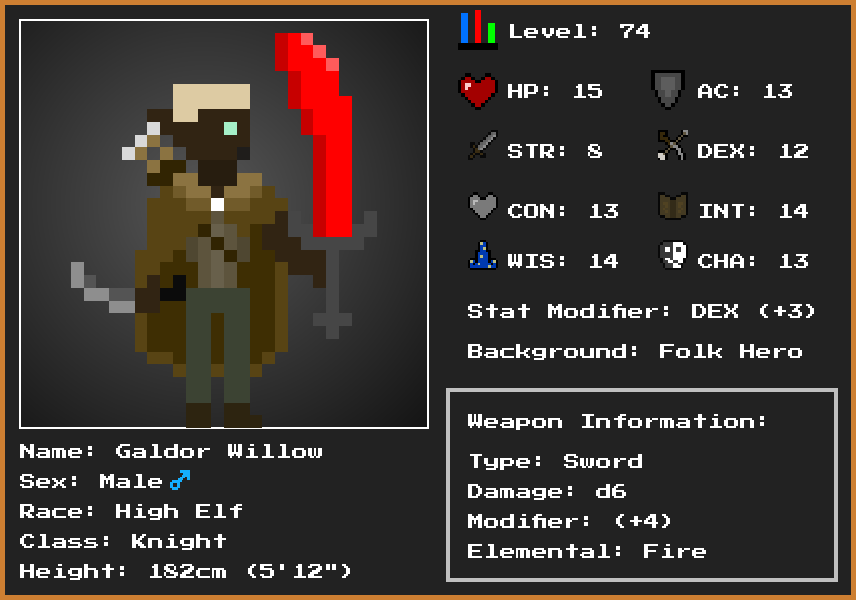 Level: 74
HP: 15
AC: 13
STR: 8
DEX: 12
CON: 13
INT: 14
WIS: 14
CHA: 13
Stat Modifier: DEX (+3)
Background: Folk Hero
Weapon Information:
Type: Sword
Damage: d6
Modifier: (+4)
Elemental: Fire
Name: Galdor Willow
Sex: Male ♂
Race: High Elf
Class: Knight
Height: 182cm (5'12")